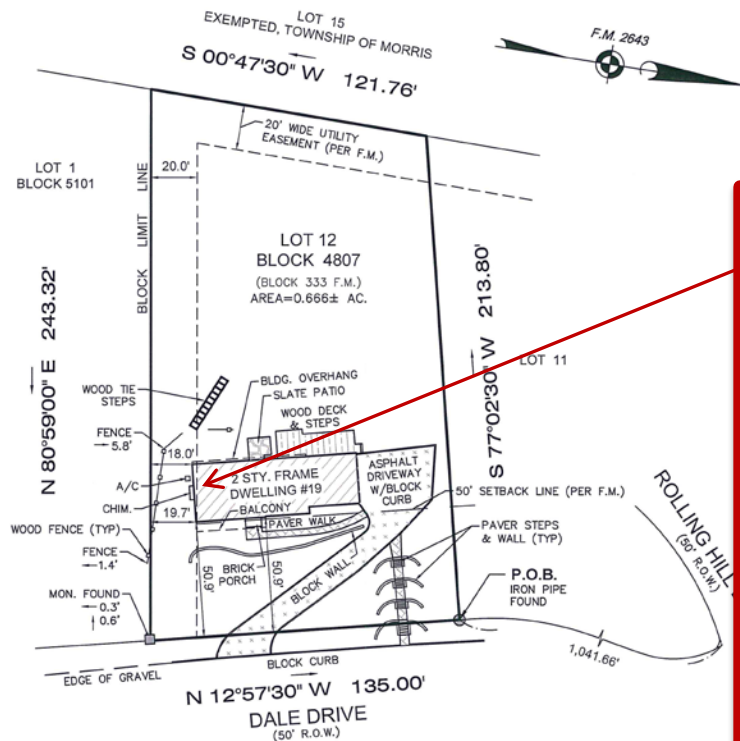 LOT 15
EXEMPTED, TOWNSHIP OF MORRIS
S 00°47'30" W 121.76'
F.M. 2643
20' WIDE UTILITY
EASEMENT (PER F.M.)
LOT 1
BLOCK 5101
20.0'
BLOCK LIMIT LINE
LOT 12
BLOCK 4807
(BLOCK 333 F.M.)
AREA=0.666± AC.
N 80°59'00" E 243.32'
S 77°02'30" W 213.80'
LOT 11
WOOD TIE
STEPS
BLDG. OVERHANG
SLATE PATIO
WOOD DECK
& STEPS
FENCE
5.8'
18.0'
A/C
CHIM.
2 STY. FRAME
DWELLING #19
ASPHALT
DRIVEWAY
W/BLOCK
CURB
50' SETBACK LINE (PER F.M.)
19.7'
BALCONY
PAVER WALK
WOOD FENCE (TYP)
PAVER STEPS
& WALL (TYP)
FENCE
1.4'
BRICK
PORCH
50.9'
50.9'
BLOCK WALL
P.O.B.
IRON PIPE
FOUND
MON. FOUND
0.3'
0.6'
ROLLING HILL
(50' R.O.W.)
1,041.66'
BLOCK CURB
EDGE OF GRAVEL
N 12°57'30" W 135.00'
DALE DRIVE
(50' R.O.W.)